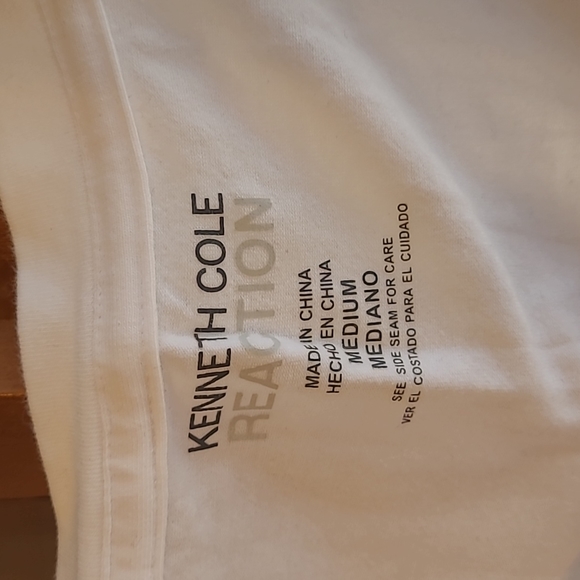 KENNETH COLE
REACTION
MADE IN CHINA
HECHO EN CHINA
MEDIUM
MEDIANO
SEE SIDE SEAM FOR CARE
VER EL COSTADO PARA EL CUIDADO